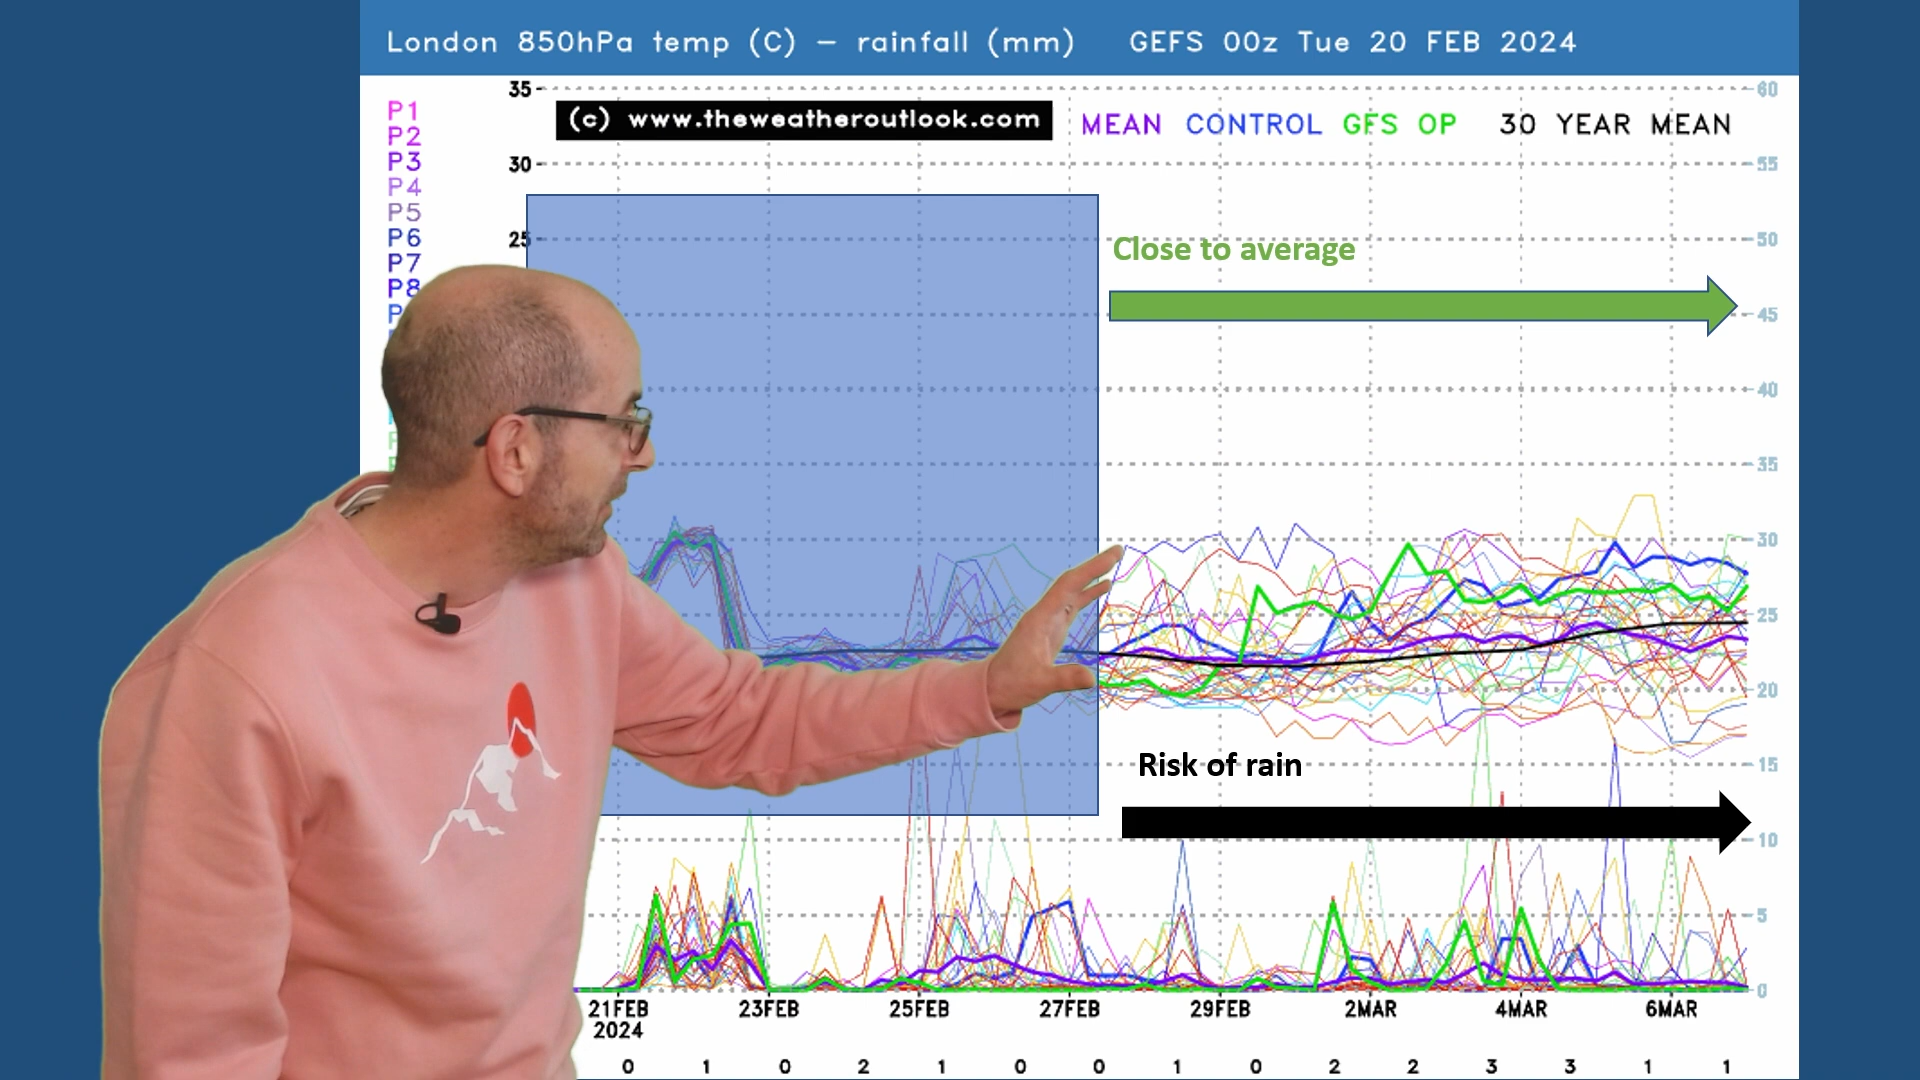 London 850hPa temp (C) – rainfall (mm) GEFS 00z Tue 20 FEB 2024
(c) www.theweatheroutlook.com MEAN CONTROL GFS OP 30 YEAR MEAN
P1
P2
P3
P4
P5
P6
P7
P8
35
30
25
60
55
50
45
40
35
30
25
20
15
10
5
0
Close to average
Risk of rain
21FEB 23FEB 25FEB 27FEB 29FEB 2MAR 4MAR 6MAR
2024
0 1 0 2 1 0 0 1 0 2 2 3 3 1 1